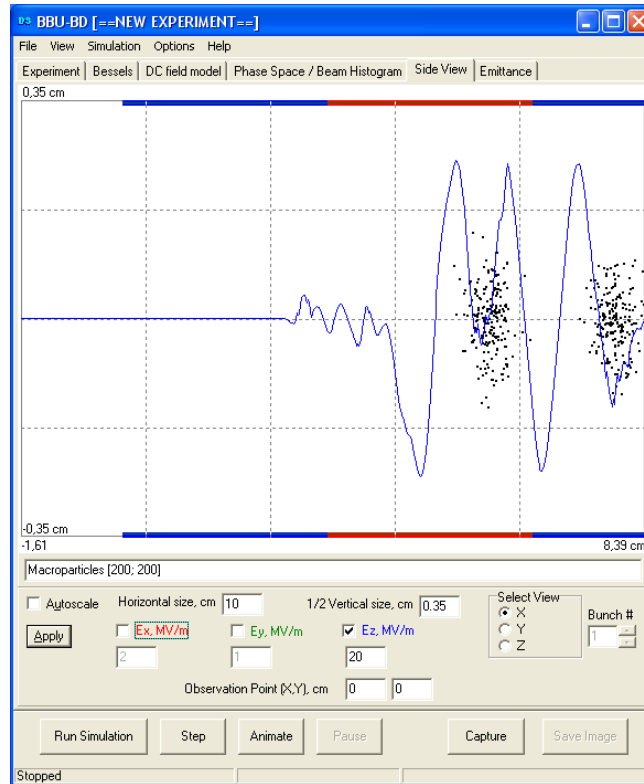 BBU-BD [==NEW EXPERIMENT==]
File View Simulation Options Help
Experiment Bessels DC field model Phase Space / Beam Histogram Side View Emittance
0,35 cm
-0,35 cm
-1,61 8,39 cm
Macroparticles [200; 200]
Autoscale Horizontal size, cm 10 1/2 Vertical size, cm 0.35 Select View
X
Bunch #
Apply Ex, MV/m Ey, MV/m Ez, MV/m Y 1
Z
2 1 20
Observation Point (X,Y), cm 0 0
Run Simulation Step Animate Pause Capture Save Image
Stopped